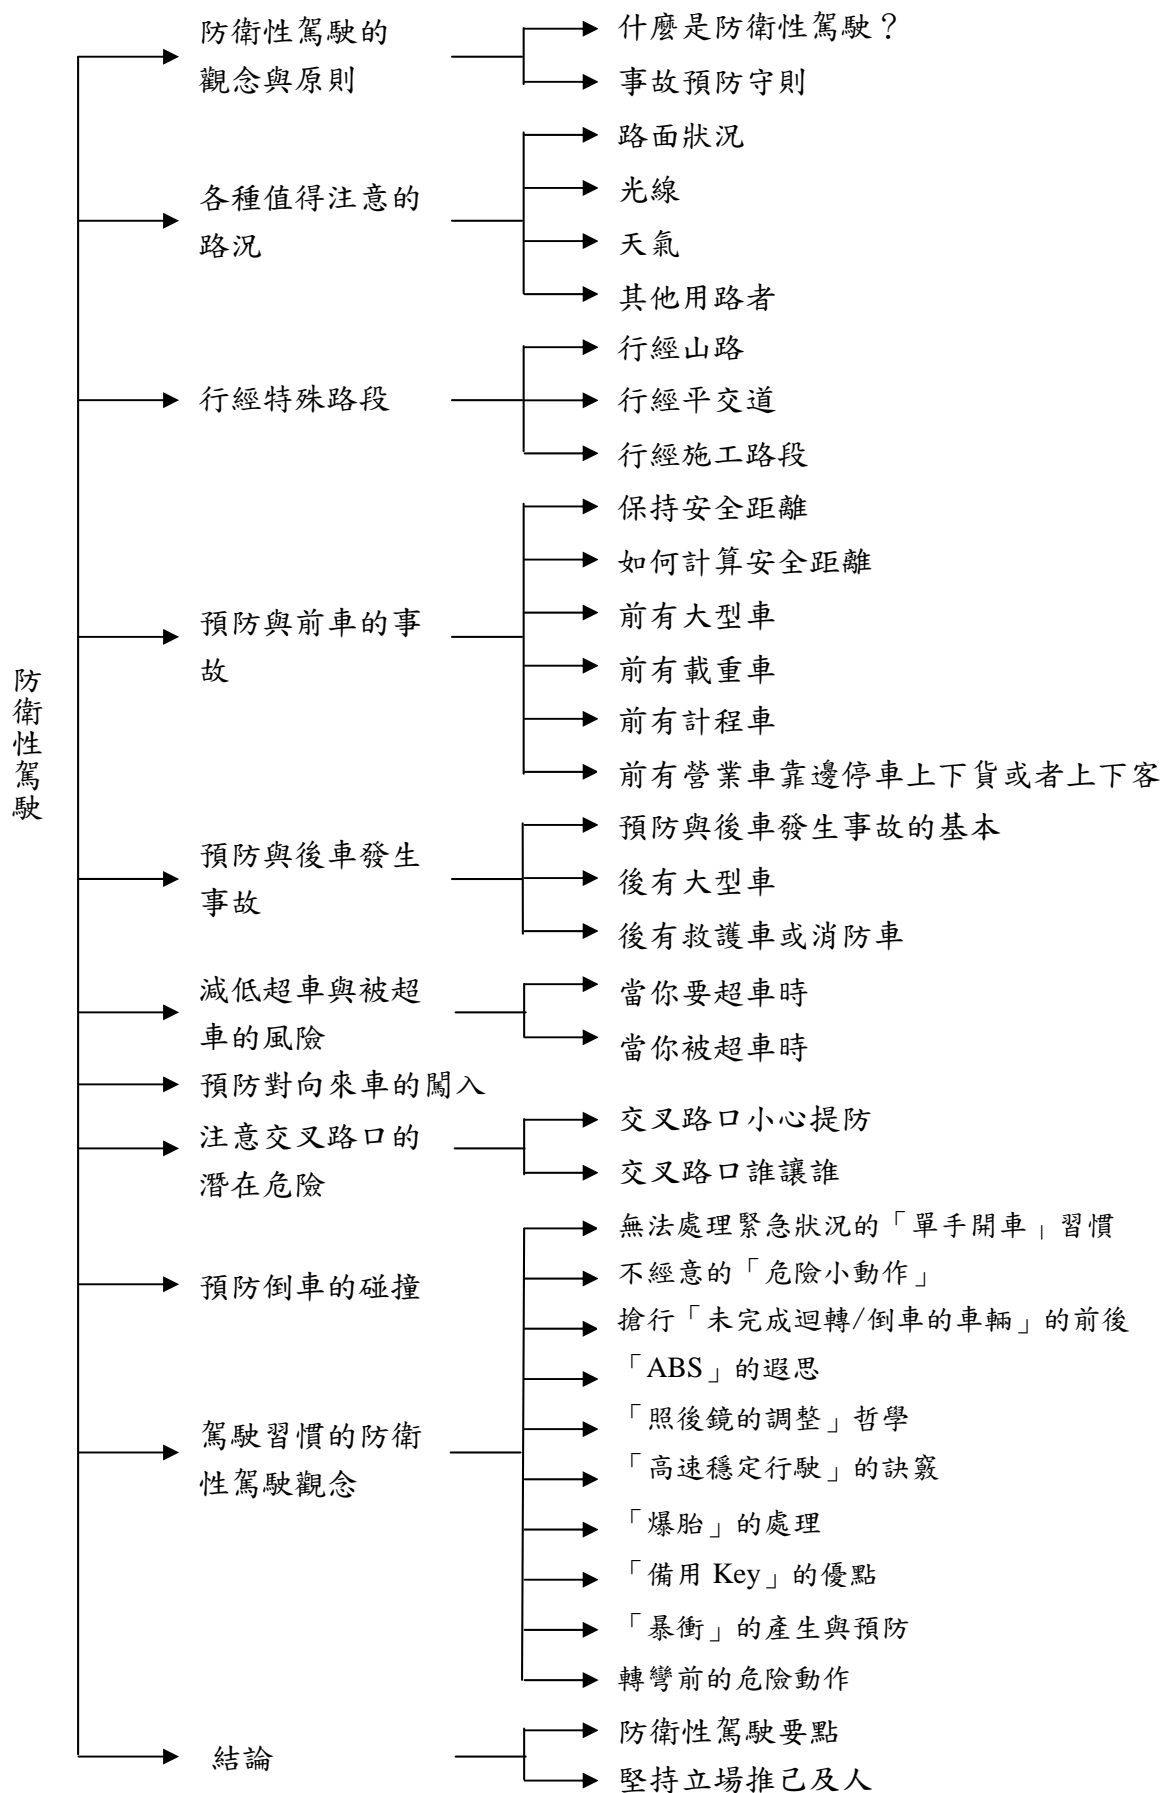 防衛性駕駛
防衛性駕駛的
觀念與原則
什麼是防衛性駕駛？
事故預防守則
各種值得注意的
路況
路面狀況
光線
天氣
其他用路者
行經特殊路段
行經山路
行經平交道
行經施工路段
預防與前車的事
故
保持安全距離
如何計算安全距離
前有大型車
前有載重車
前有計程車
前有營業車靠邊停車上下貨或者上下客
預防與後車發生
事故
預防與後車發生事故的基本
後有大型車
後有救護車或消防車
減低超車與被超
車的風險
當你要超車時
當你被超車時
預防對向來車的闖入
注意交叉路口的
潛在危險
交叉路口小心提防
交叉路口誰讓誰
預防倒車的碰撞
駕駛習慣的防衛
性駕駛觀念
無法處理緊急狀況的「單手開車」習慣
不經意的「危險小動作」
搶行「未完成迴轉/倒車的車輛」的前後
「ABS」的遐思
「照後鏡的調整」哲學
「高速穩定行駛」的訣竅
「爆胎」的處理
「備用 Key」的優點
「暴衝」的產生與預防
轉彎前的危險動作
結論
防衛性駕駛要點
堅持立場推己及人